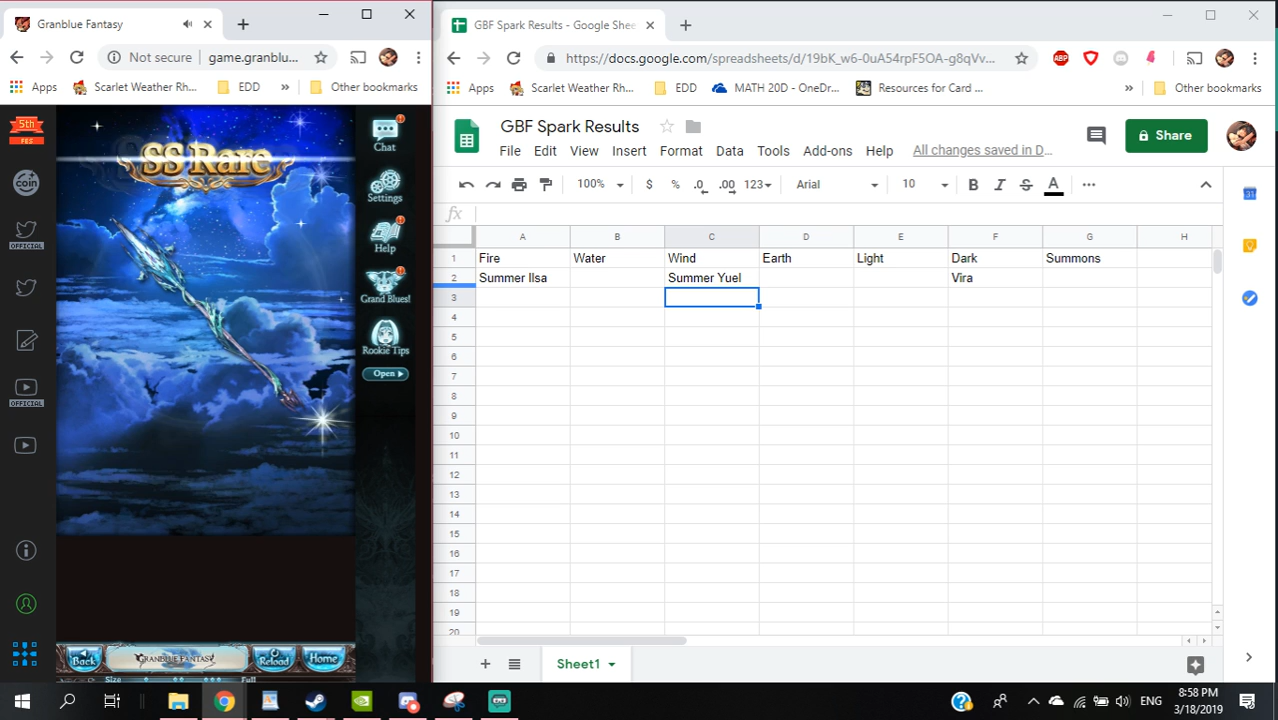 Granblue Fantasy
GBF Spark Results - Google Shee
Not secure
game.granblu...
https://docs.google.com/spreadsheets/d/19bK_w6-0uA54rpF5OA-g8qVv...
Apps
Scarlet Weather Rh...
EDD
»
Other bookmarks
Apps
Scarlet Weather Rh...
EDD
MATH 20D - OneDr...
Resources for Card ...
»
Other bookmarks
5th
coin
OFFICIAL
OFFICIAL
SS Rare
Chat
Settings
Help
Grand Blues!
Rookie Tips
Open
Back
GRANBLUE FANTASY
Reload
Home
Size
Full
GBF Spark Results
Share
File Edit View Insert Format Data Tools Add-ons Help All changes saved in D...
100% $ % .0 .00 123 Arial 10 B I S A
fx
A B C D E F G H
1 Fire Water Wind Earth Light Dark Summons
2 Summer Ilsa Summer Yuel Vira
3
4
5
6
7
8
9
10
11
12
13
14
15
16
17
18
19
20
Sheet1
ENG
8:58 PM
3/18/2019